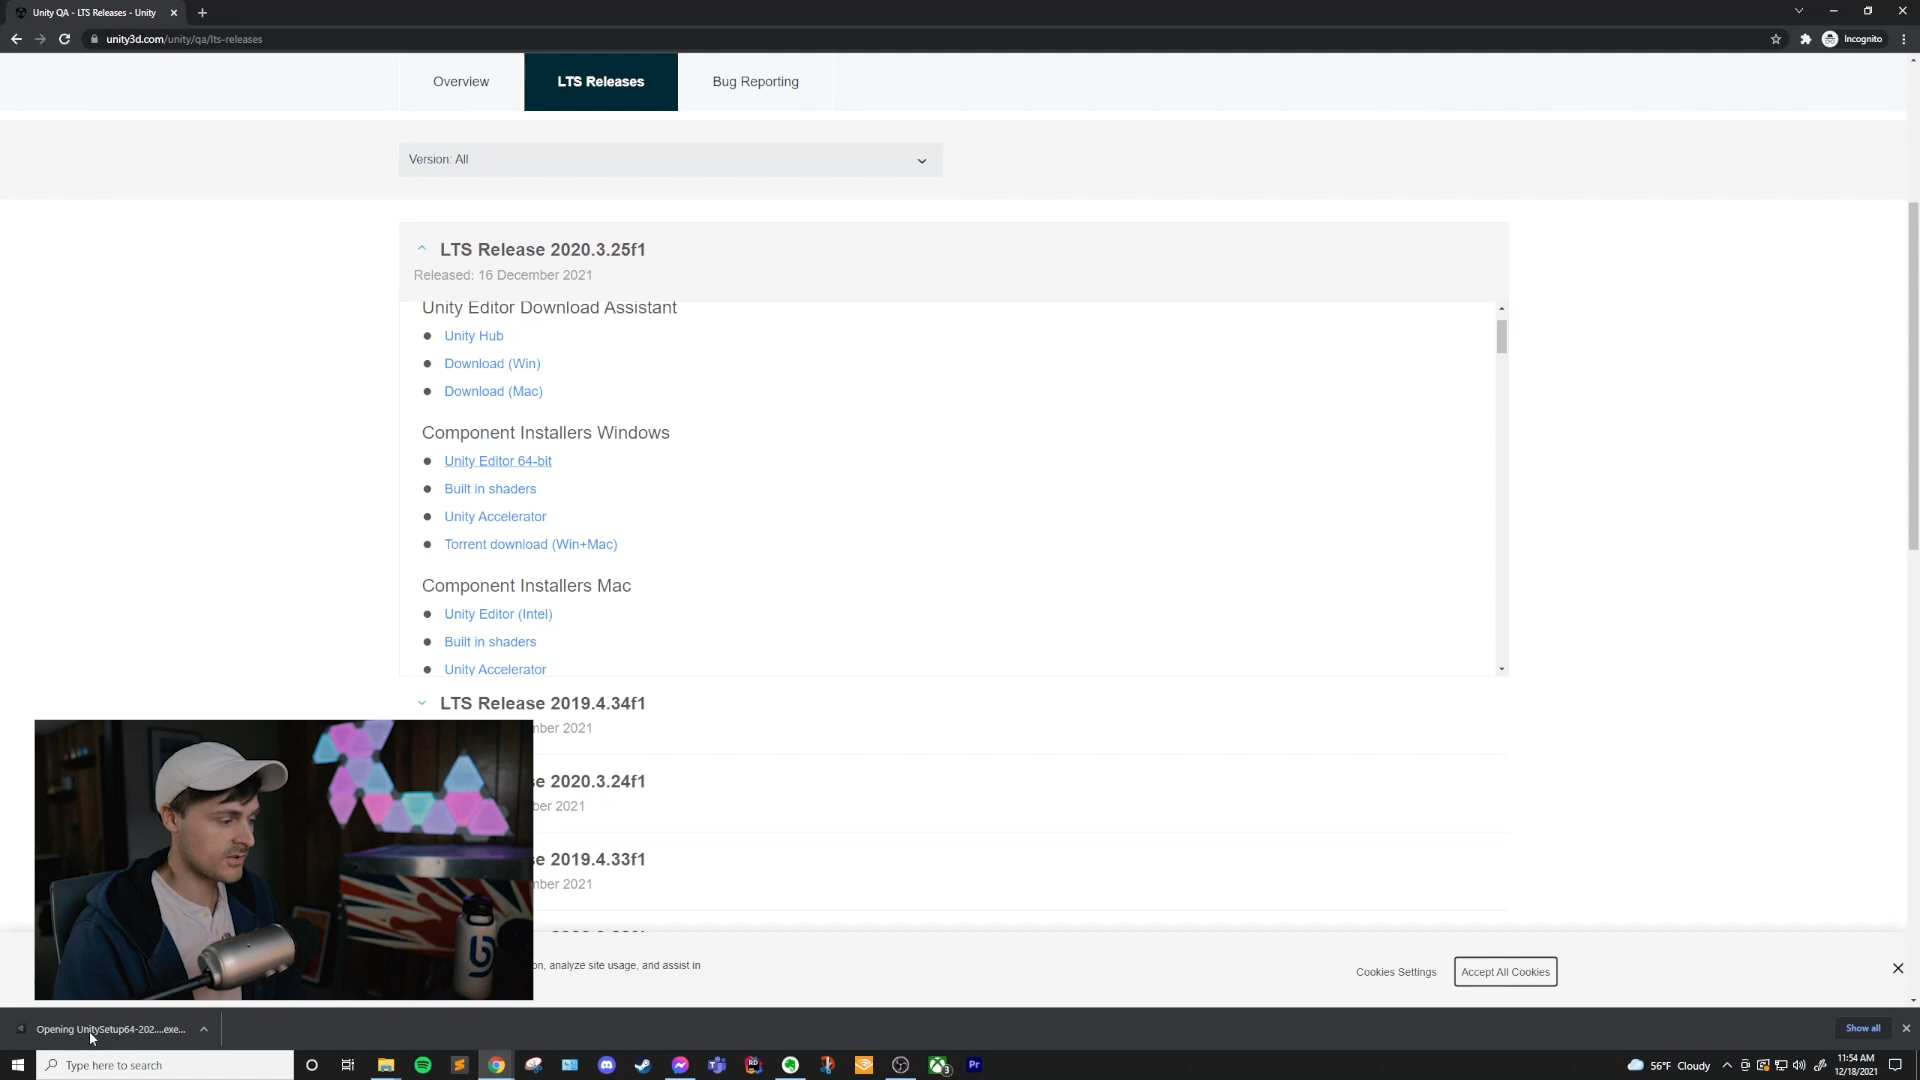 Unity QA - LTS Releases - Unity
unity3d.com/unity/qa/lts-releases
Incognito
Overview
LTS Releases
Bug Reporting
Version: All
LTS Release 2020.3.25f1
Released: 16 December 2021
Unity Editor Download Assistant
Unity Hub
Download (Win)
Download (Mac)
Component Installers Windows
Unity Editor 64-bit
Built in shaders
Unity Accelerator
Torrent download (Win+Mac)
Component Installers Mac
Unity Editor (Intel)
Built in shaders
Unity Accelerator
LTS Release 2019.4.34f1
mber 2021
se 2020.3.24f1
ber 2021
se 2019.4.33f1
mber 2021
on, analyze site usage, and assist in
Cookies Settings
Accept All Cookies
Opening UnitySetup64-202....exe...
Show all
Type here to search
56°F Cloudy
11:54 AM
12/18/2021